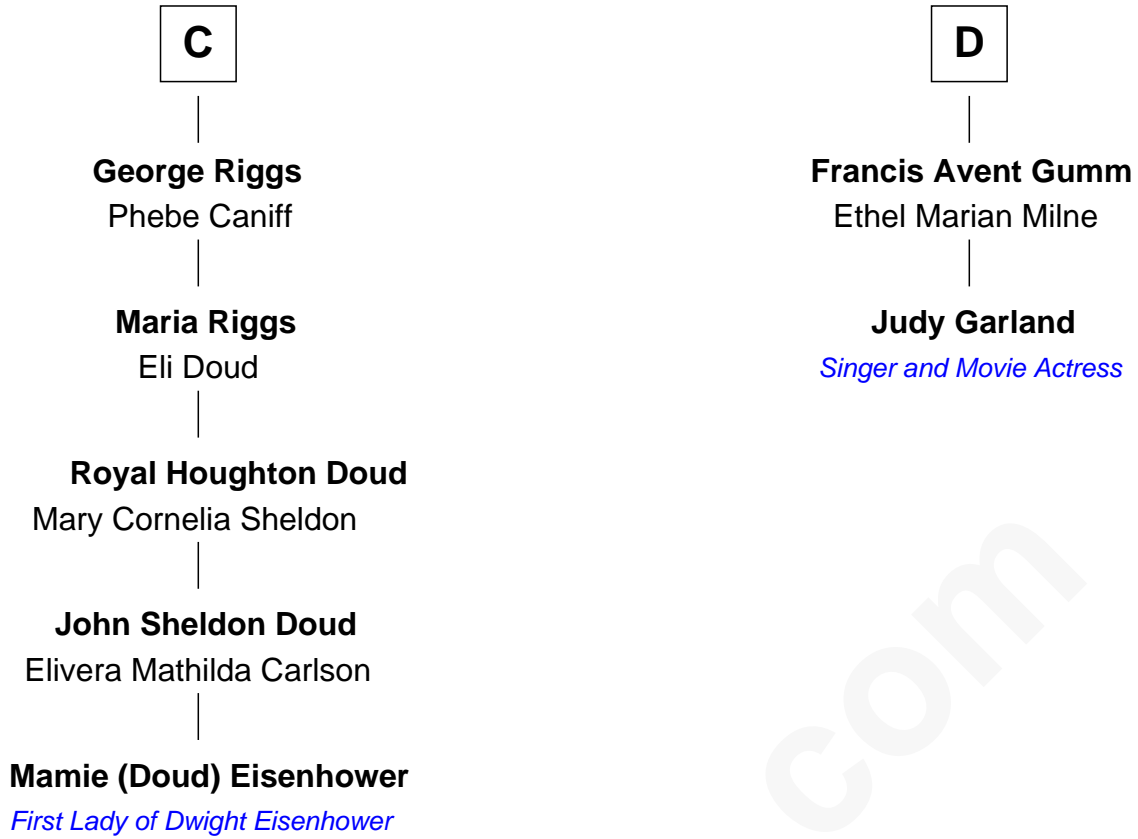 C
George Riggs
Phebe Caniff
Maria Riggs
Eli Doud
Royal Houghton Doud
Mary Cornelia Sheldon
John Sheldon Doud
Elivera Mathilda Carlson
Mamie (Doud) Eisenhower
First Lady of Dwight Eisenhower
D
Francis Avent Gumm
Ethel Marian Milne
Judy Garland
Singer and Movie Actress
com